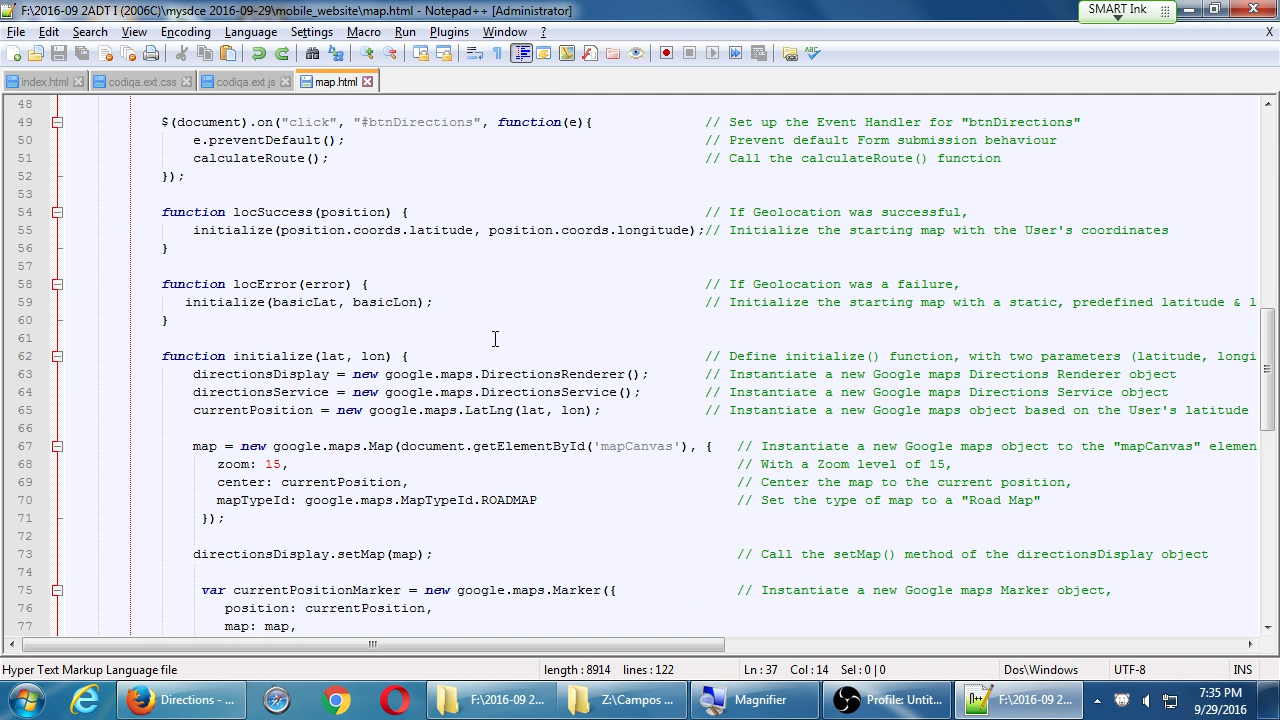 F:\2016-09 2ADT I (2006C)\mysdce 2016-09-29\mobile_website\map.html - Notepad++ [Administrator]
SMART Ink
File Edit Search View Encoding Language Settings Macro Run Plugins Window ? X
index.html codiqa.ext.css codiqa.ext.js map.html
48
49 $(document).on("click", "#btnDirections", function(e){ // Set up the Event Handler for "btnDirections"
50 e.preventDefault(); // Prevent default Form submission behaviour
51 calculateRoute(); // Call the calculateRoute() function
52 });
53
54 function locSuccess(position) { // If Geolocation was successful,
55 initialize(position.coords.latitude, position.coords.longitude);// Initialize the starting map with the User's coordinates
56 }
57
58 function locError(error) { // If Geolocation was a failure,
59 initialize(basicLat, basicLon); // Initialize the starting map with a static, predefined latitude & l
60 }
61
62 function initialize(lat, lon) { // Define initialize() function, with two parameters (latitude, longi
63 directionsDisplay = new google.maps.DirectionsRenderer(); // Instantiate a new Google maps Directions Renderer object
64 directionsService = new google.maps.DirectionsService(); // Instantiate a new Google maps Directions Service object
65 currentPosition = new google.maps.LatLng(lat, lon); // Instantiate a new Google maps object based on the User's latitude
66
67 map = new google.maps.Map(document.getElementById('mapCanvas'), { // Instantiate a new Google maps object to the "mapCanvas" elemen
68 zoom: 15, // With a Zoom level of 15,
69 center: currentPosition, // Center the map to the current position,
70 mapTypeId: google.maps.MapTypeId.ROADMAP // Set the type of map to a "Road Map"
71 });
72
73 directionsDisplay.setMap(map); // Call the setMap() method of the directionsDisplay object
74
75 var currentPositionMarker = new google.maps.Marker({ // Instantiate a new Google maps Marker object,
76 position: currentPosition,
77 map: map,
Hyper Text Markup Language file length : 8914 lines : 122 Ln : 37 Col : 14 Sel : 0 | 0 Dos\Windows UTF-8 INS
Directions - ... F:\2016-09 2... Z:\Campos ... Magnifier Profile: Untit... F:\2016-09 2... 7:35 PM
9/29/2016